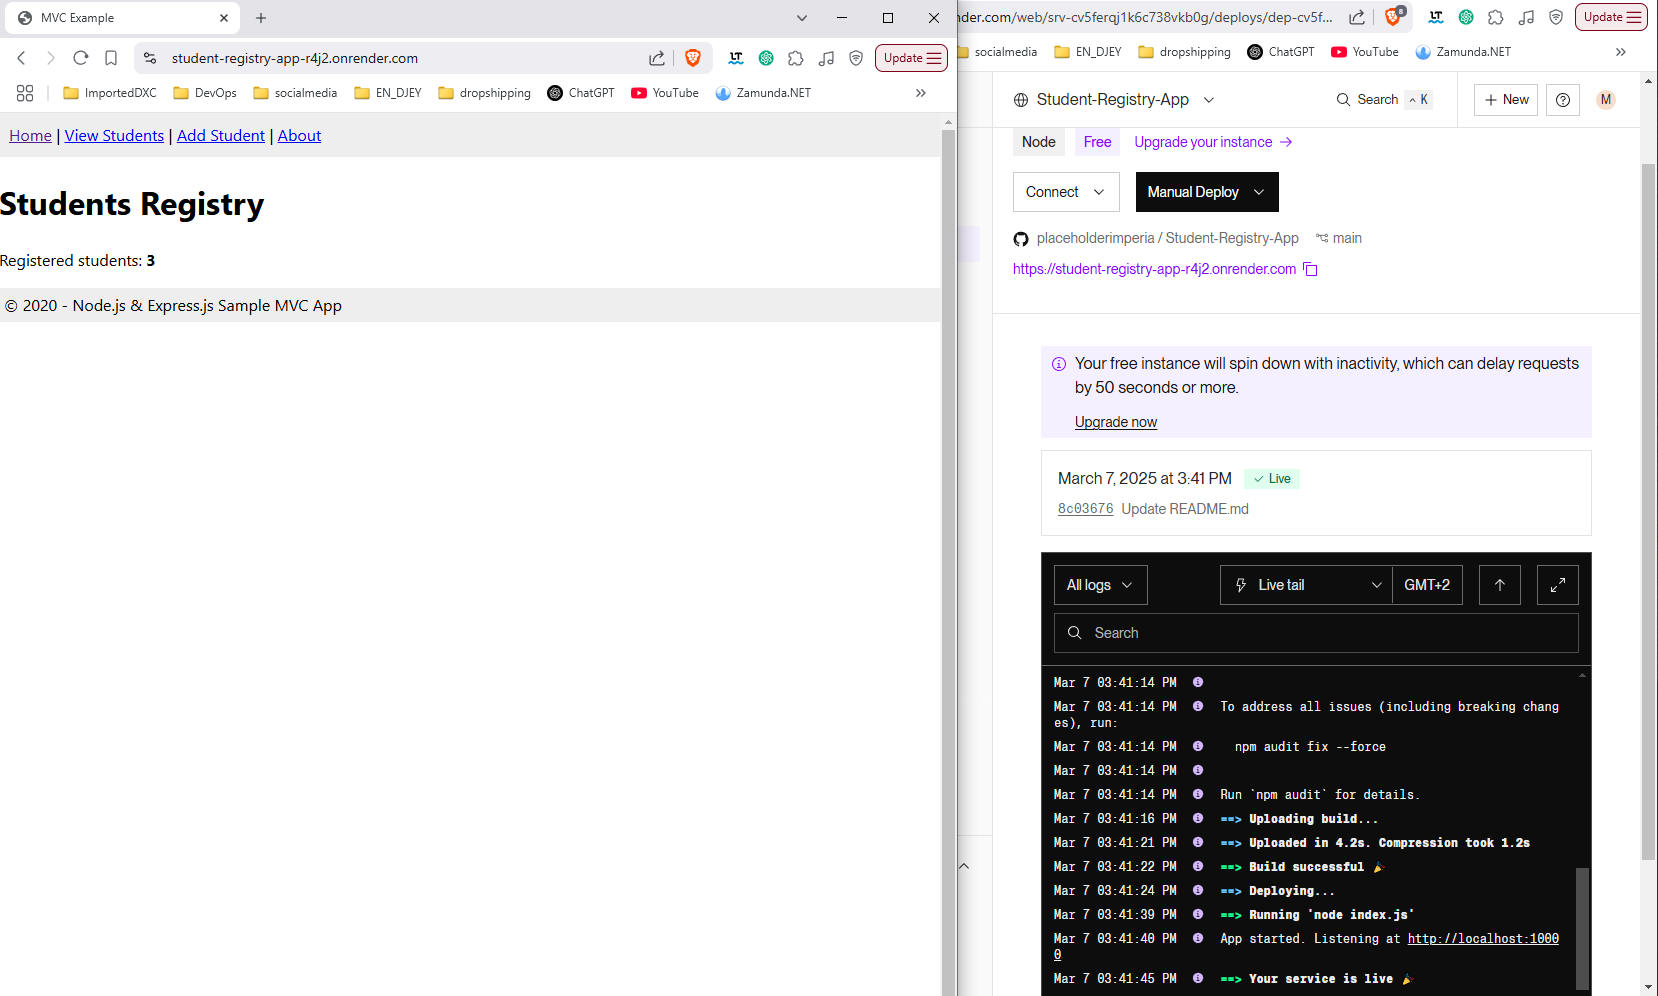 MVC Example
student-registry-app-r4j2.onrender.com
Update
ImportedDXC DevOps socialmedia EN_DJEY dropshipping ChatGPT YouTube Zamunda.NET »
Home | View Students | Add Student | About
Students Registry
Registered students: 3
© 2020 - Node.js & Express.js Sample MVC App
nder.com/web/srv-cv5ferqj1k6c738vkb0g/deploys/dep-cv5f...
8
LT
Update
socialmedia EN_DJEY dropshipping ChatGPT YouTube Zamunda.NET »
Student-Registry-App
Search
K
+ New
M
Node Free Upgrade your instance →
Connect Manual Deploy
placeholderimperia / Student-Registry-App main
https://student-registry-app-r4j2.onrender.com
Your free instance will spin down with inactivity, which can delay requests
by 50 seconds or more.
Upgrade now
March 7, 2025 at 3:41 PM ✓ Live
8c03676 Update README.md
All logs Live tail GMT+2
Search
Mar 7 03:41:14 PM
Mar 7 03:41:14 PM To address all issues (including breaking chang
es), run:
Mar 7 03:41:14 PM npm audit fix --force
Mar 7 03:41:14 PM
Mar 7 03:41:14 PM Run `npm audit` for details.
Mar 7 03:41:16 PM ==> Uploading build...
Mar 7 03:41:21 PM ==> Uploaded in 4.2s. Compression took 1.2s
Mar 7 03:41:22 PM ==> Build successful 🎉
Mar 7 03:41:24 PM ==> Deploying...
Mar 7 03:41:39 PM ==> Running 'node index.js'
Mar 7 03:41:40 PM App started. Listening at http://localhost:1000
0
Mar 7 03:41:45 PM ==> Your service is live 🎉